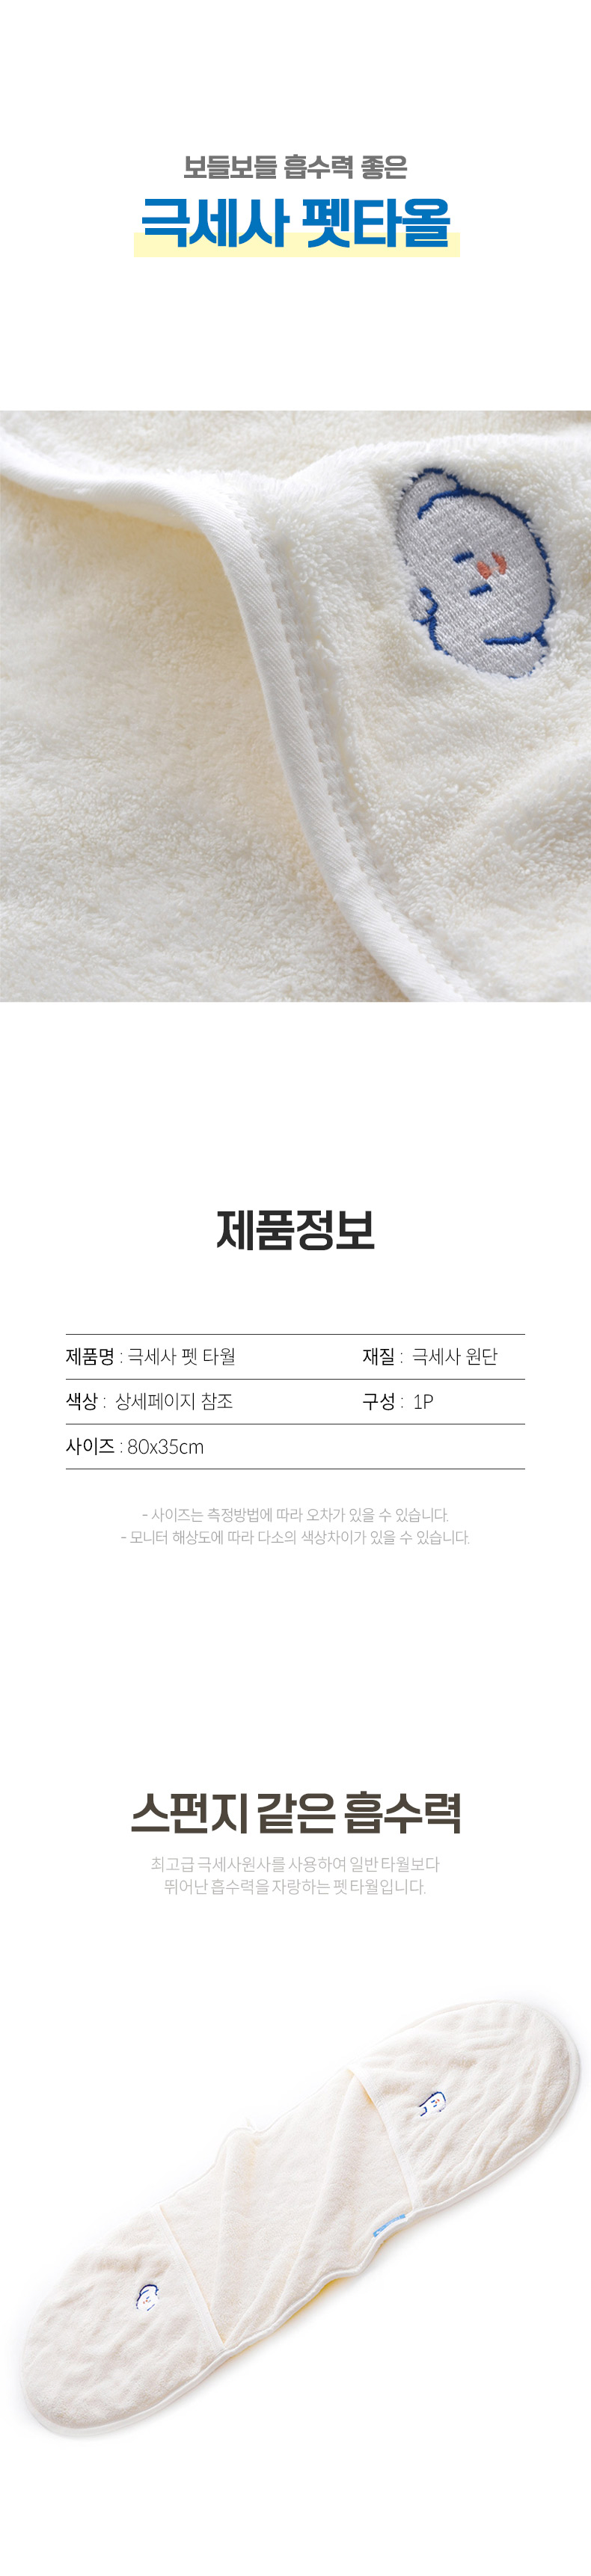 보들보들 흡수력 좋은
극세사 펫타올
제품정보
제품명 : 극세사 펫 타월 재질 : 극세사 원단
색상 : 상세페이지 참조 구성 : 1P
사이즈 : 80x35cm
- 사이즈는 측정방법에 따라 오차가 있을 수 있습니다.
- 모니터 해상도에 따라 다소의 색상차이가 있을 수 있습니다.
스펀지 같은 흡수력
최고급 극세사원사를 사용하여 일반 타월보다
뛰어난 흡수력을 자랑하는 펫 타월입니다.